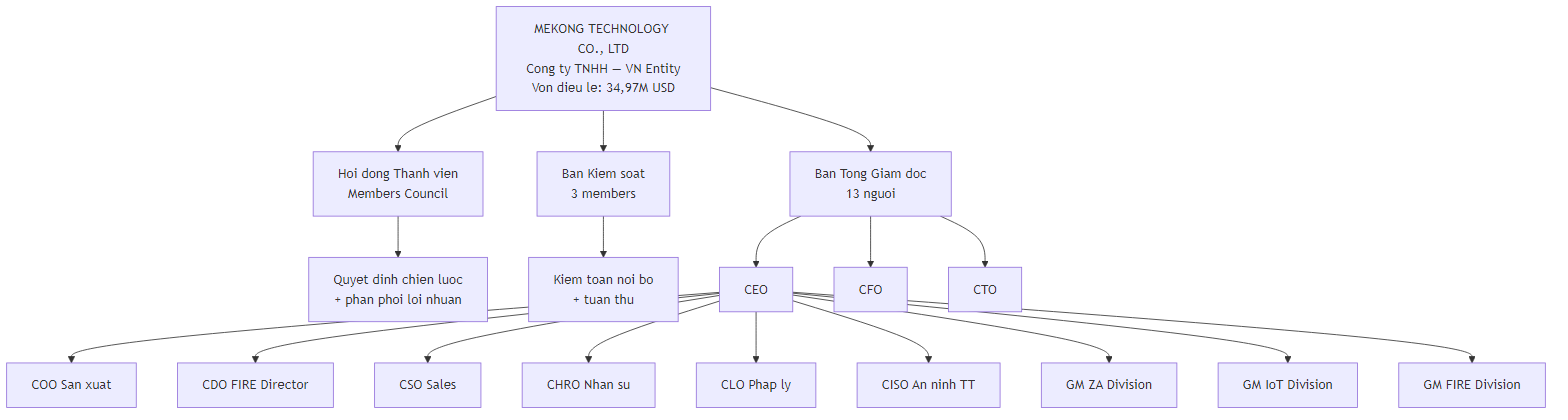 MEKONG TECHNOLOGY
CO., LTD
Cong ty TNHH — VN Entity
Von dieu le: 34,97M USD
Hoi dong Thanh vien
Members Council
Ban Kiem soat
3 members
Ban Tong Giam doc
13 nguoi
Quyet dinh chien luoc
+ phan phoi loi nhuan
Kiem toan noi bo
+ tuan thu
CEO
CFO
CTO
COO San xuat
CDO FIRE Director
CSO Sales
CHRO Nhan su
CLO Phap ly
CISO An ninh TT
GM ZA Division
GM IoT Division
GM FIRE Division